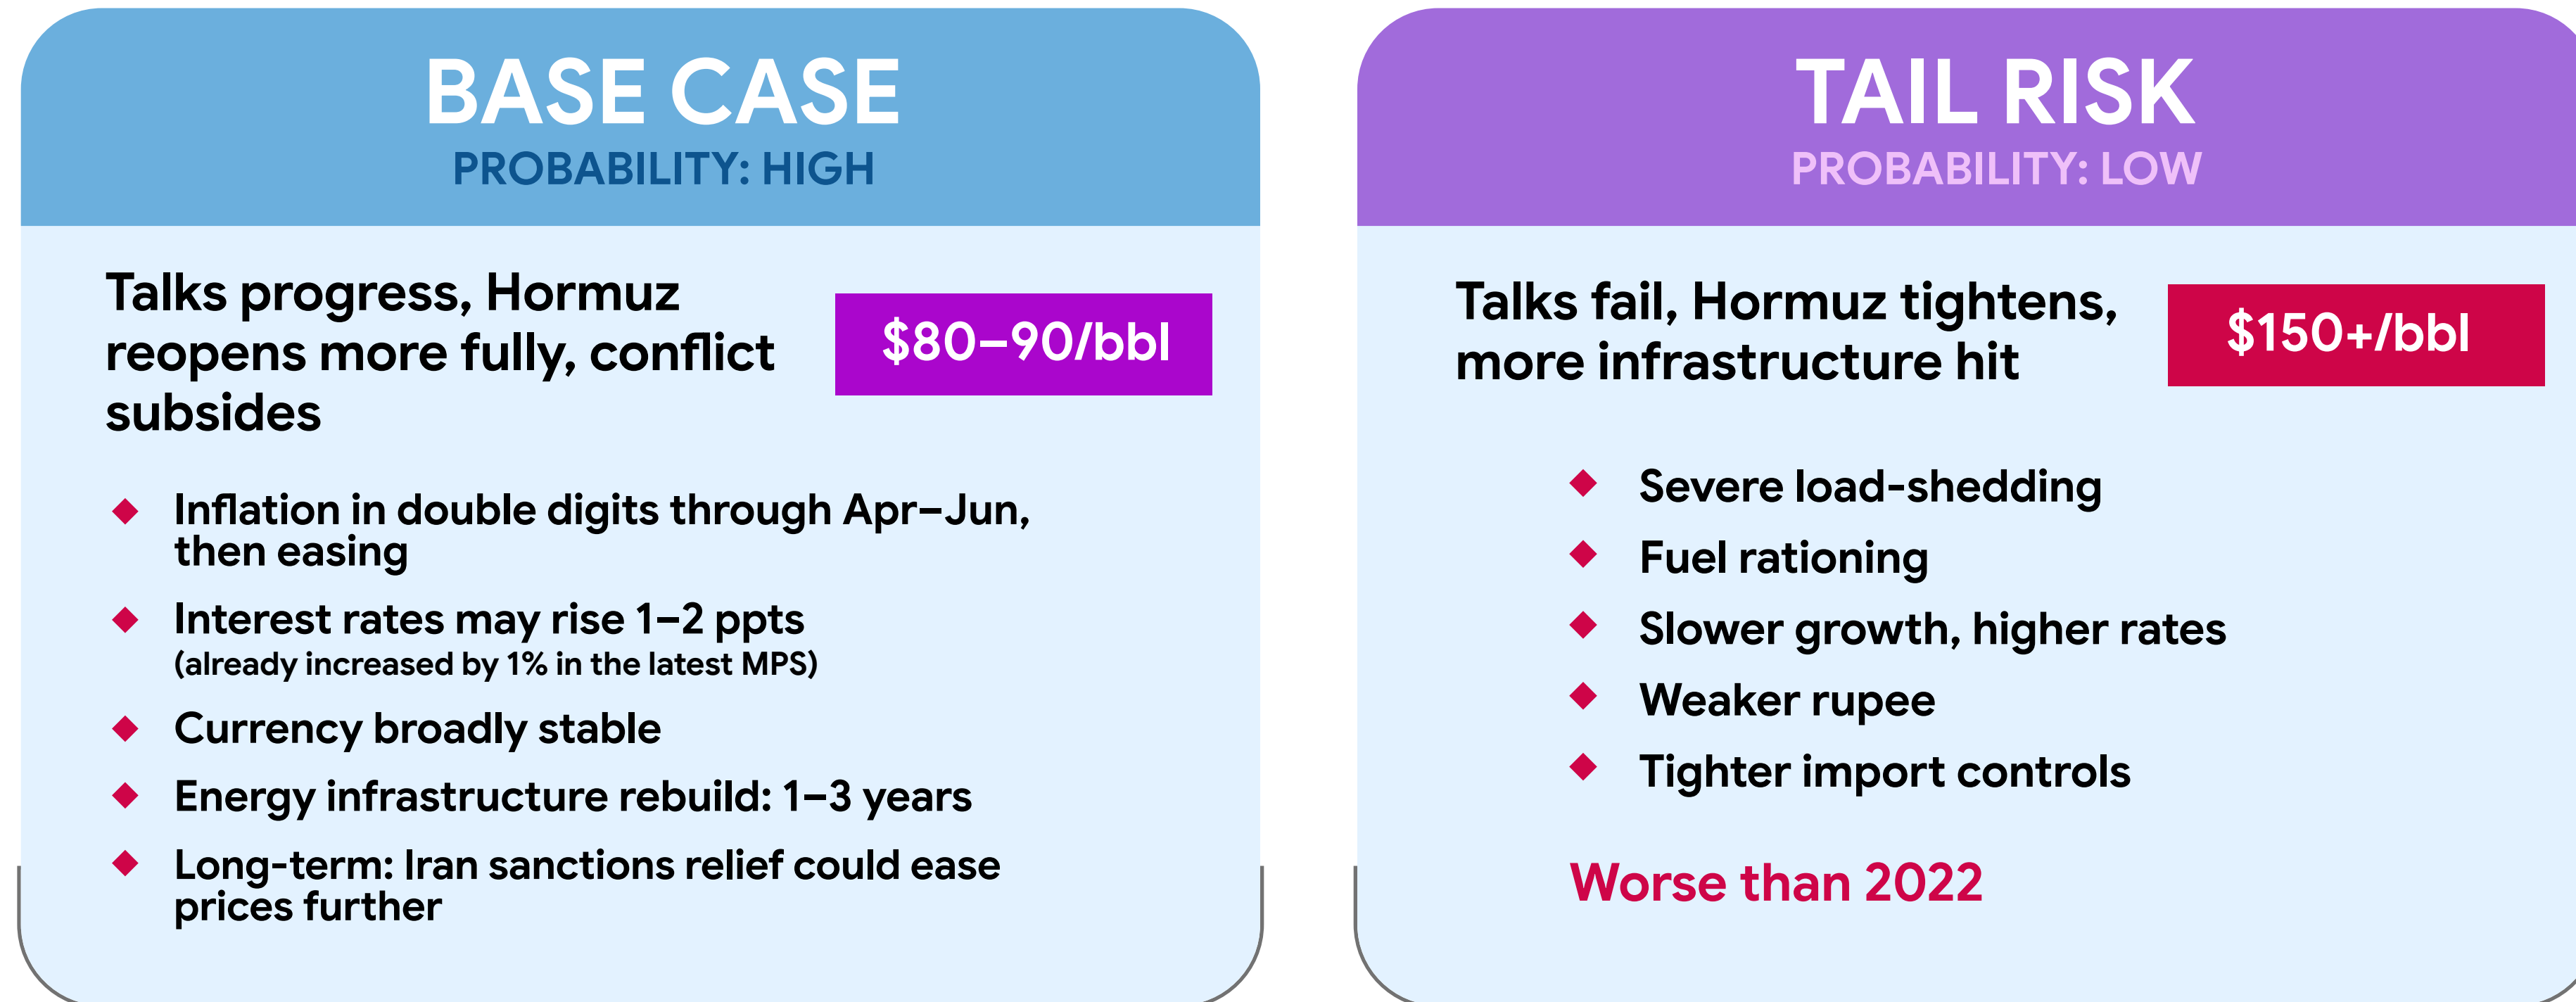 BASE CASE
PROBABILITY: HIGH
Talks progress, Hormuz
reopens more fully, conflict
subsides
$80–90/bbl
Inflation in double digits through Apr–Jun,
then easing
Interest rates may rise 1–2 ppts
(already increased by 1% in the latest MPS)
Currency broadly stable
Energy infrastructure rebuild: 1–3 years
Long-term: Iran sanctions relief could ease
prices further
TAIL RISK
PROBABILITY: LOW
Talks fail, Hormuz tightens,
more infrastructure hit
$150+/bbl
Severe load-shedding
Fuel rationing
Slower growth, higher rates
Weaker rupee
Tighter import controls
Worse than 2022